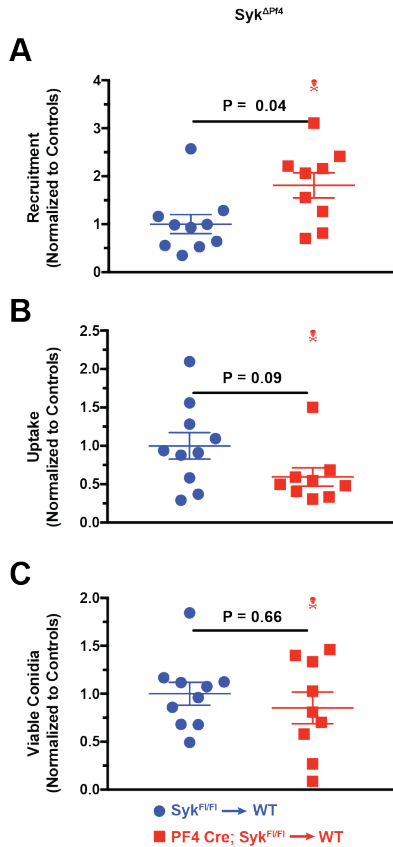 Syk^ΔPf4
A
Recruitment
(Normalized to Controls)
4
3
2
1
0
P = 0.04
B
Uptake
(Normalized to Controls)
2.5
2.0
1.5
1.0
0.5
0.0
P = 0.09
C
Viable Conidia
(Normalized to Controls)
2.0
1.5
1.0
0.5
0.0
P = 0.66
Syk^Fl/Fl → WT
PF4 Cre; Syk^Fl/Fl → WT